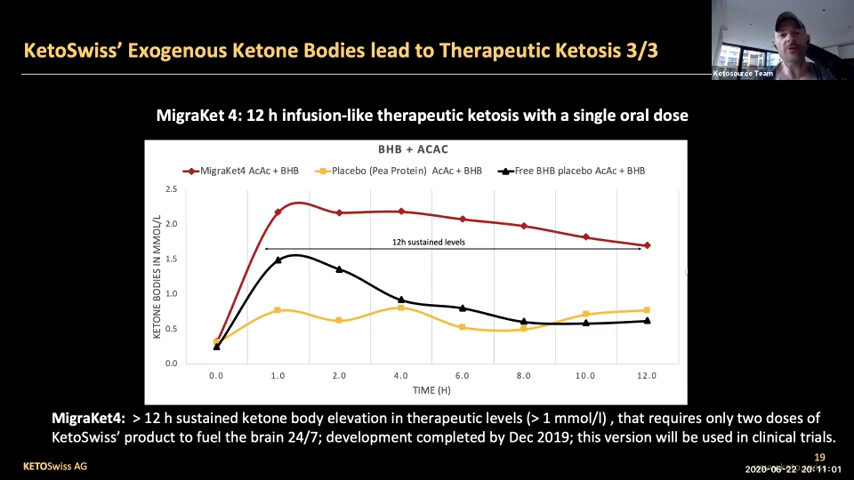 KetoSwiss’ Exogenous Ketone Bodies lead to Therapeutic Ketosis 3/3
Ketosource Team
MigraKet 4: 12 h infusion-like therapeutic ketosis with a single oral dose
BHB + ACAC
MigraKet4 AcAc + BHB
Placebo (Pea Protein) AcAc + BHB
Free BHB placebo AcAc + BHB
KETONE BODIES IN MMOL/L
2.5
2.0
1.5
1.0
0.5
0.0
12h sustained levels
0.0 1.0 2.0 4.0 6.0 8.0 10.0 12.0
TIME (H)
MigraKet4: > 12 h sustained ketone body elevation in therapeutic levels (> 1 mmol/l) , that requires only two doses of
KetoSwiss’ product to fuel the brain 24/7; development completed by Dec 2019; this version will be used in clinical trials.
KETOSwiss AG
19
2020-06-22 20:11:01